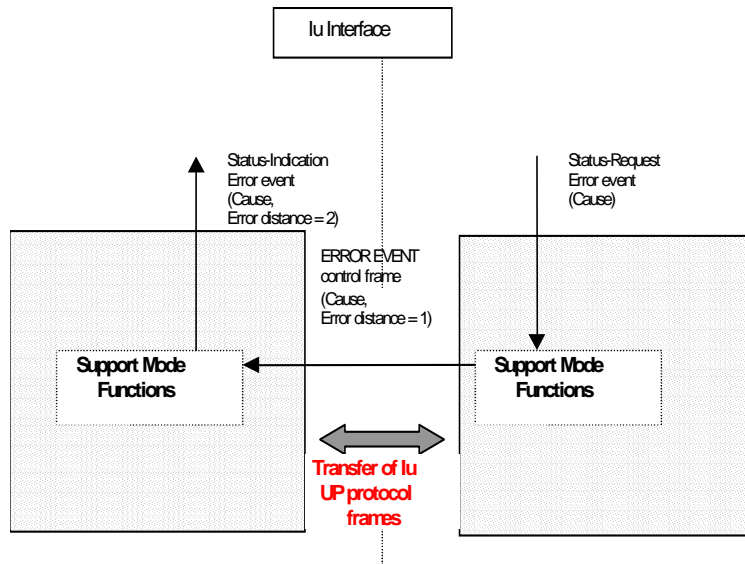 Iu Interface
Status-Indication
Error event
(Cause,
Error distance = 2)
Status-Request
Error event
(Cause)
ERROR EVENT
control frame
(Cause,
Error distance = 1)
Support Mode
Functions
Support Mode
Functions
Transfer of Iu
UP protocol
frames